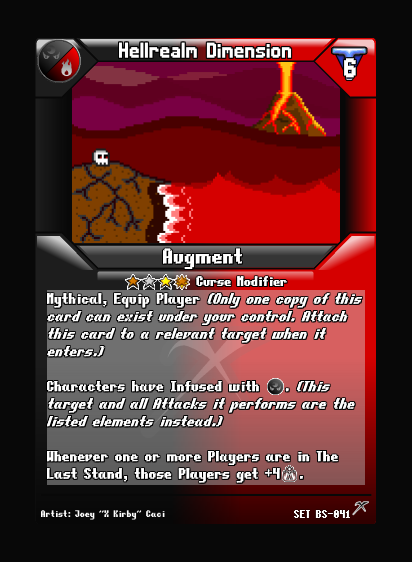 Hellrealm Dimension
6
Augment
Curse Modifier
Mythical, Equip Player (Only one copy of this
card can exist under your control. Attach
this card to a relevant target when it
enters.)
Characters have Infused with . (This
target and all Attacks it performs are the
listed elements instead.)
Whenever one or more Players are in The
Last Stand, those Players get +4.
Artist: Joey "X Kirby" Caci
SET BS-041